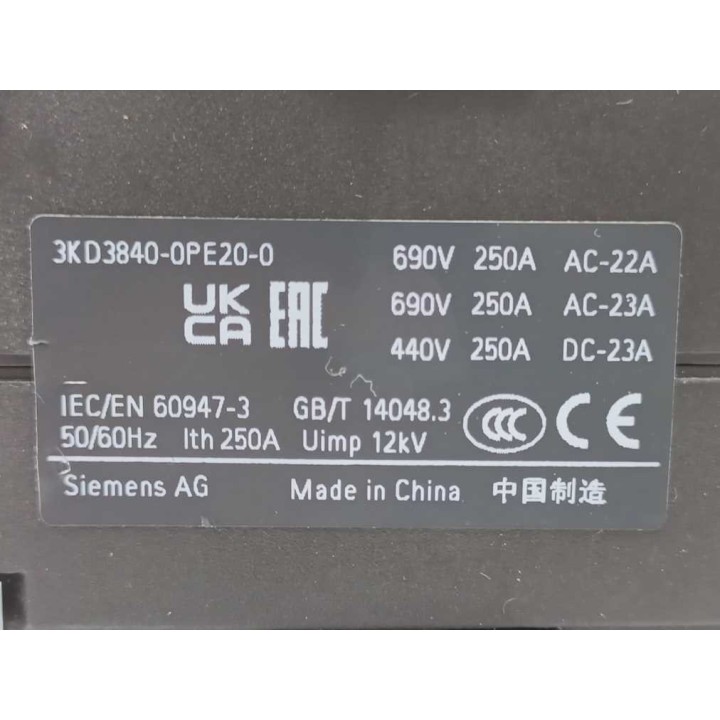 3KD3840-0PE20-0 690V 250A AC-22A
UK CA EAC 690V 250A AC-23A
440V 250A DC-23A
IEC/EN 60947-3 GB/T 14048.3 CCC CE
50/60Hz Ith 250A Uimp 12kV
Siemens AG Made in China 中国制造